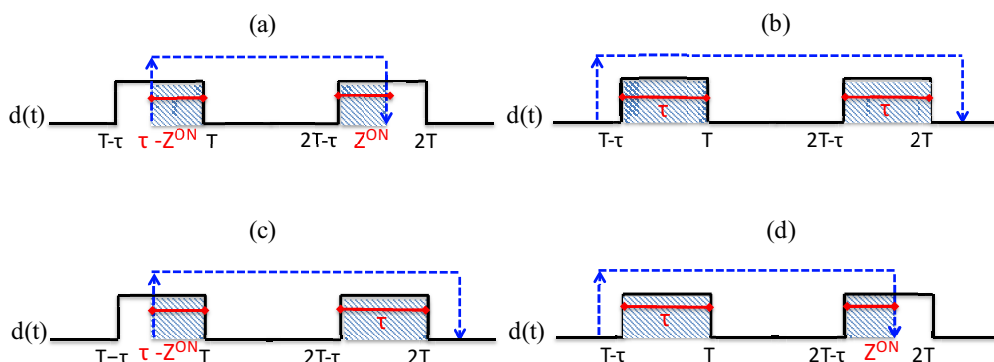 (a)
(b)
d(t)
τ
τ
T-τ τ -Z^ON T 2T-τ Z^ON 2T
d(t)
T-τ T 2T-τ 2T
(c)
(d)
d(t)
τ
τ
T−τ τ -Z^ON T 2T-τ 2T
d(t)
T-τ T 2T-τ Z^ON 2T